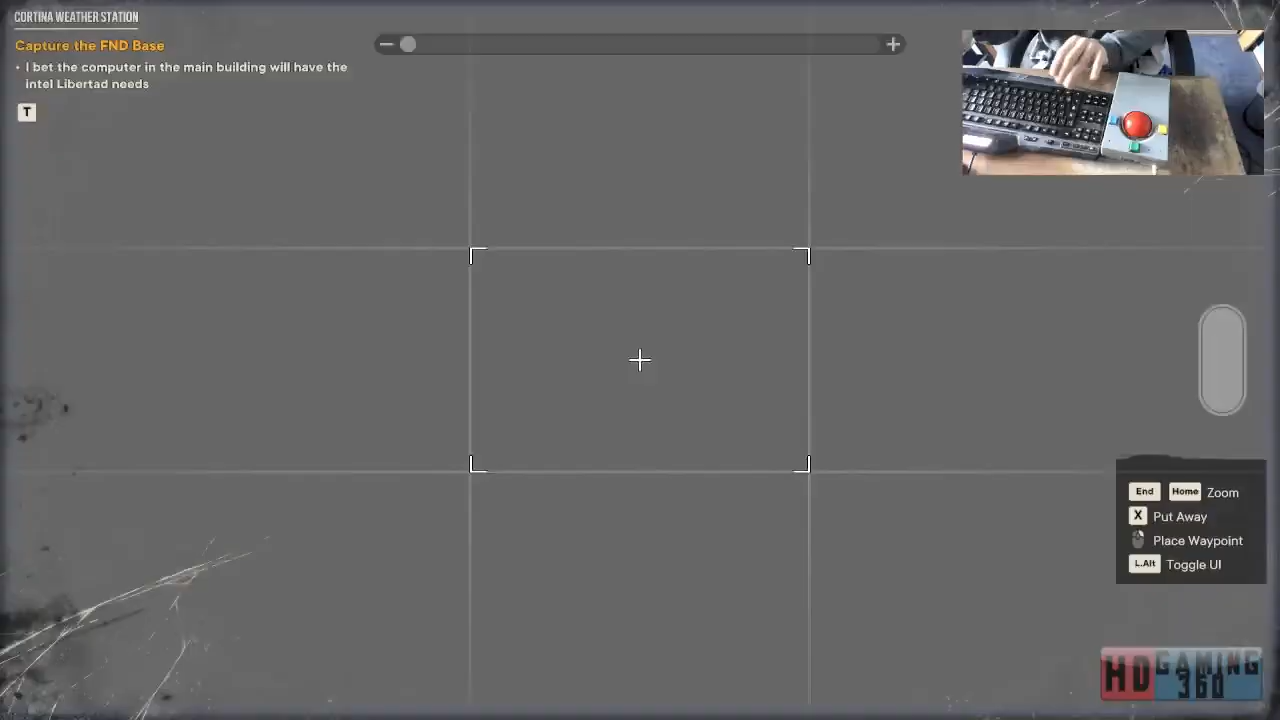 CORTINA WEATHER STATION
Capture the FND Base
• I bet the computer in the main building will have the
intel Libertad needs
T
End Home Zoom
X Put Away
Place Waypoint
L.Alt Toggle UI
HD GAMING
360